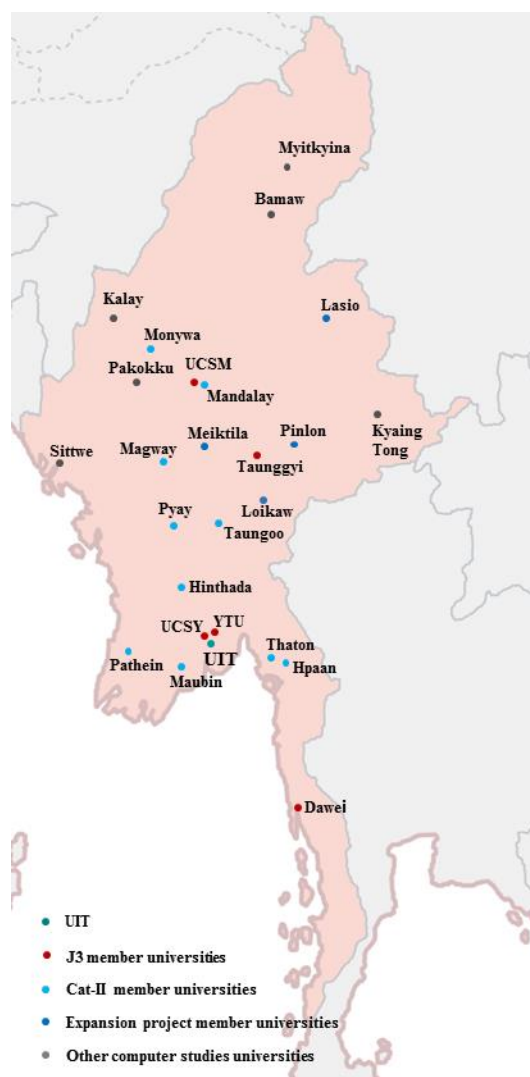 Myitkyina
Bamaw
Kalay
Lasio
Monywa
UCSM
Pakokku
Mandalay
Kyaing
Tong
Meiktila
Pinlon
Sittwe
Magway
Taunggyi
Pyay
Loikaw
Taungoo
Hinthada
UCSY
YTU
UIT
Thaton
Hpaan
Pathein
Maubin
Dawei
UIT
J3 member universities
Cat-II member universities
Expansion project member universities
Other computer studies universities